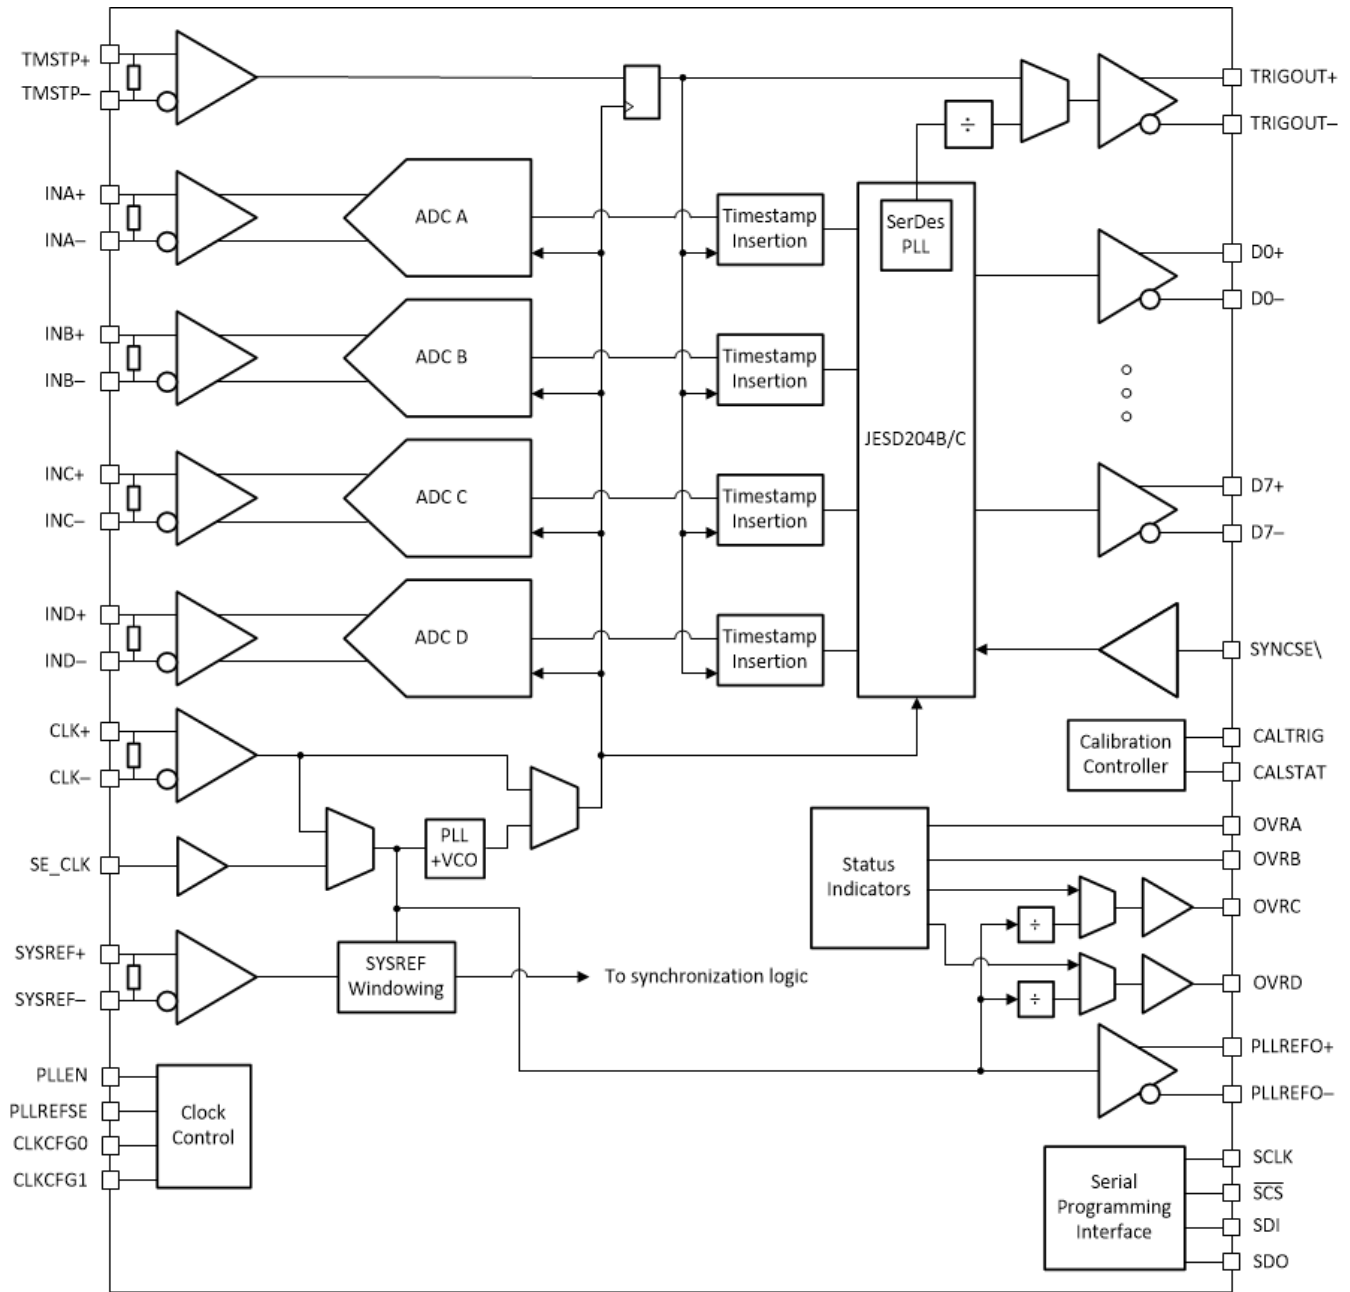 TMSTP+
TMSTP–
TRIGOUT+
TRIGOUT–
÷
INA+
INA–
ADC A
Timestamp
Insertion
SerDes
PLL
D0+
D0–
INB+
INB–
ADC B
Timestamp
Insertion
JESD204B/C
INC+
INC–
ADC C
Timestamp
Insertion
D7+
D7–
IND+
IND–
ADC D
Timestamp
Insertion
SYNCSE\
CLK+
CLK–
Calibration
Controller
CALTRIG
CALSTAT
SE_CLK
PLL
+VCO
Status
Indicators
OVRA
OVRB
OVRC
÷
OVRD
÷
SYSREF+
SYSREF–
SYSREF
Windowing
To synchronization logic
PLLREFO+
PLLREFO–
PLLEN
PLLREFSE
CLKCFG0
CLKCFG1
Clock
Control
Serial
Programming
Interface
SCLK
S̅C̅S̅
SDI
SDO